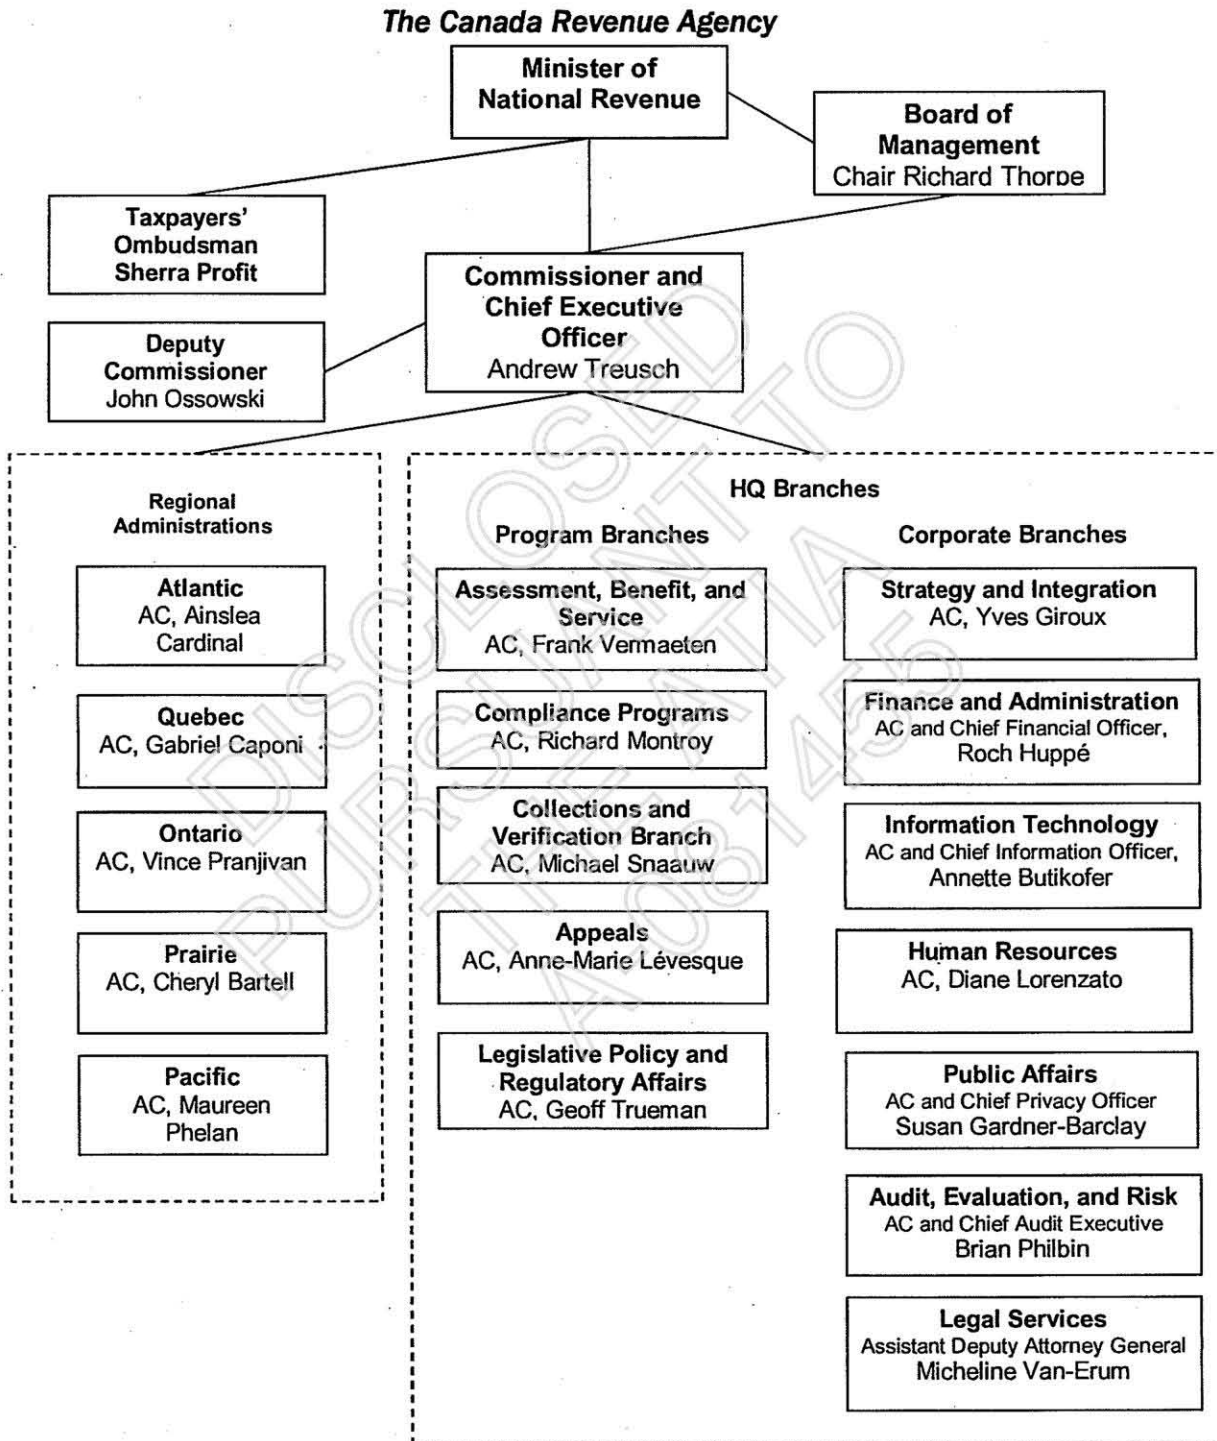 The Canada Revenue Agency
Minister of
National Revenue
Board of
Management
Chair Richard Thorpe
Taxpayers'
Ombudsman
Sherra Profit
Commissioner and
Chief Executive
Officer
Andrew Treusch
Deputy
Commissioner
John Ossowski
Regional
Administrations
Atlantic
AC, Ainslea
Cardinal
Quebec
AC, Gabriel Caponi
Ontario
AC, Vince Pranjivan
Prairie
AC, Cheryl Bartell
Pacific
AC, Maureen
Phelan
HQ Branches
Program Branches
Assessment, Benefit, and
Service
AC, Frank Vermaeten
Compliance Programs
AC, Richard Montroy
Collections and
Verification Branch
AC, Michael Snaauw
Appeals
AC, Anne-Marie Lévesque
Legislative Policy and
Regulatory Affairs
AC, Geoff Trueman
Corporate Branches
Strategy and Integration
AC, Yves Giroux
Finance and Administration
AC and Chief Financial Officer,
Roch Huppé
Information Technology
AC and Chief Information Officer,
Annette Butikofer
Human Resources
AC, Diane Lorenzato
Public Affairs
AC and Chief Privacy Officer
Susan Gardner-Barclay
Audit, Evaluation, and Risk
AC and Chief Audit Executive
Brian Philbin
Legal Services
Assistant Deputy Attorney General
Micheline Van-Erum
DISCLOSED
PURSUANT TO
THE ATIA
A-081455